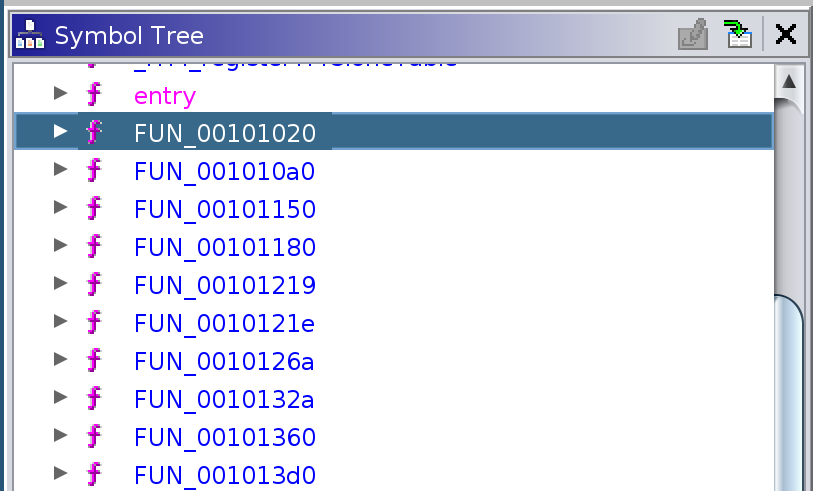 Symbol Tree
entry
FUN_00101020
FUN_001010a0
FUN_00101150
FUN_00101180
FUN_00101219
FUN_0010121e
FUN_0010126a
FUN_0010132a
FUN_00101360
FUN_001013d0